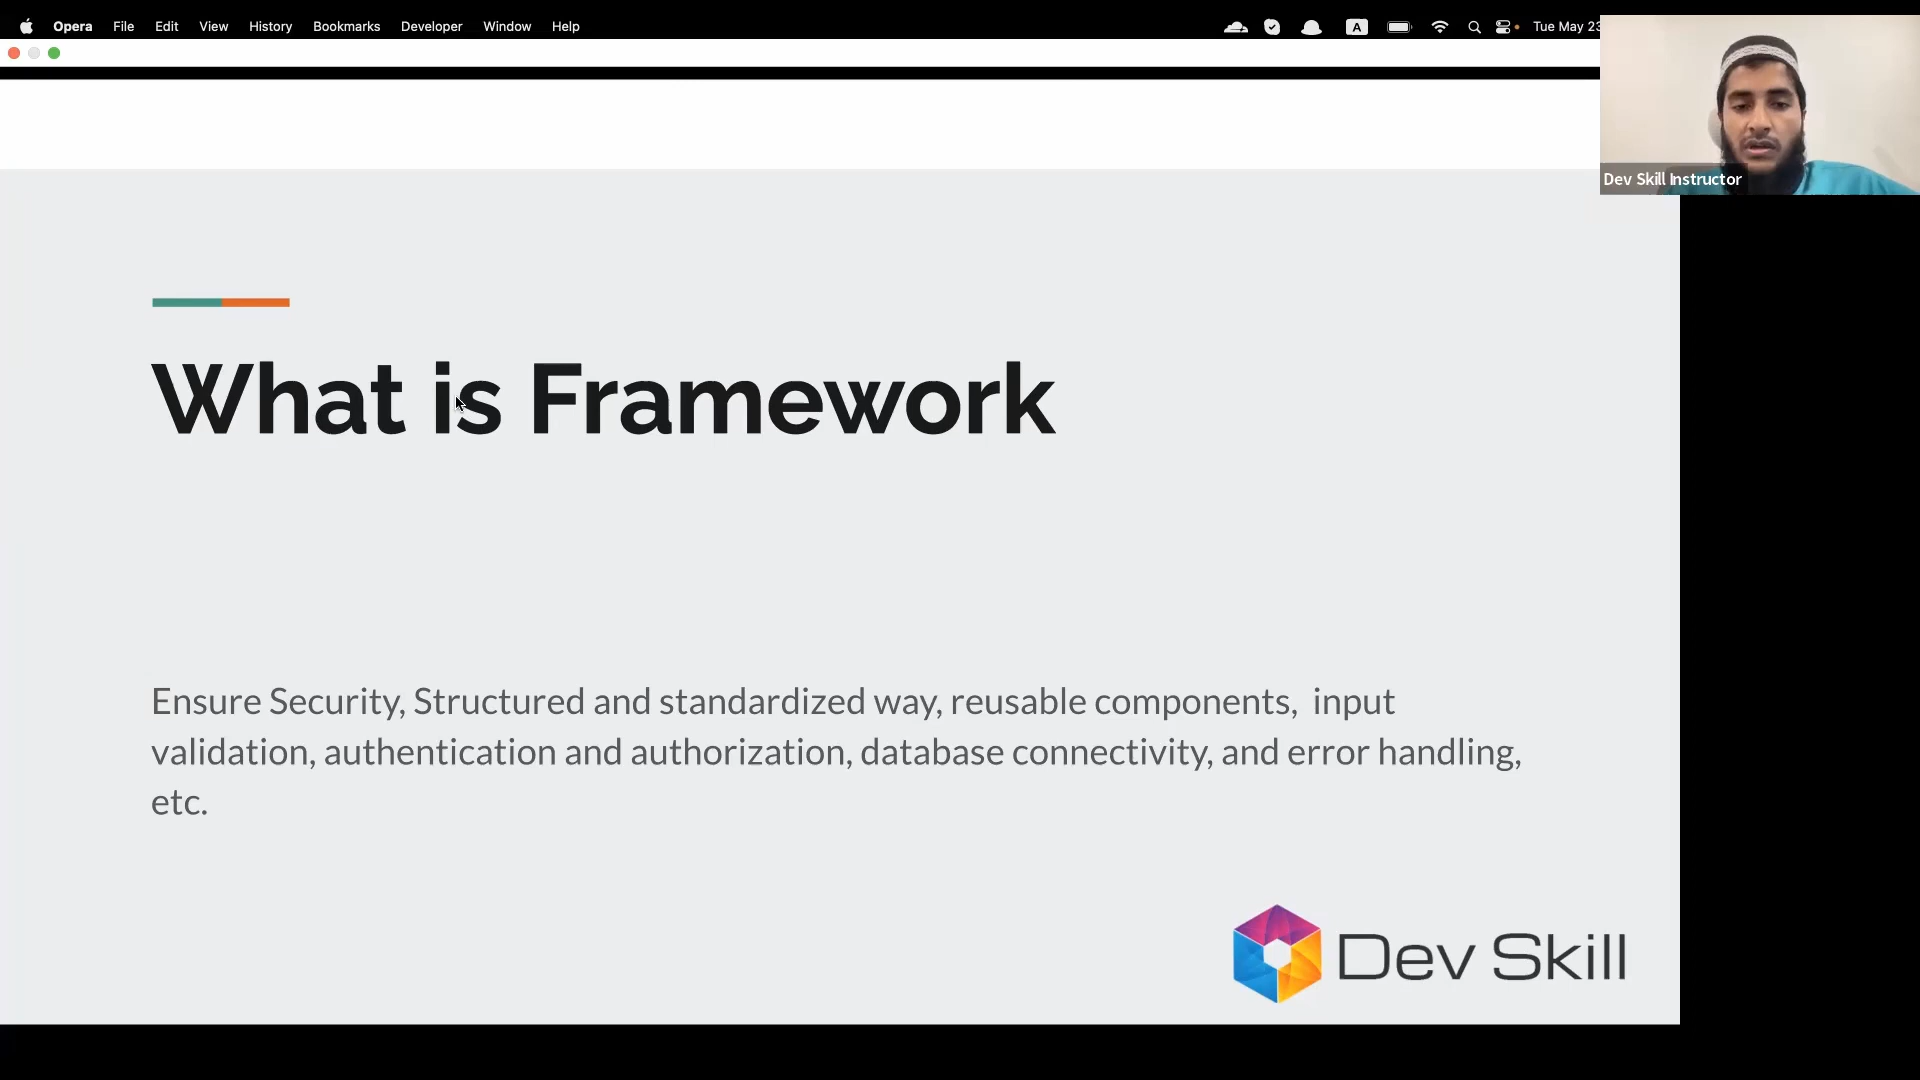 Opera File Edit View History Bookmarks Developer Window Help
A
Tue May 23
Dev Skill Instructor
What is Framework
Ensure Security, Structured and standardized way, reusable components, input
validation, authentication and authorization, database connectivity, and error handling,
etc.
Dev Skill